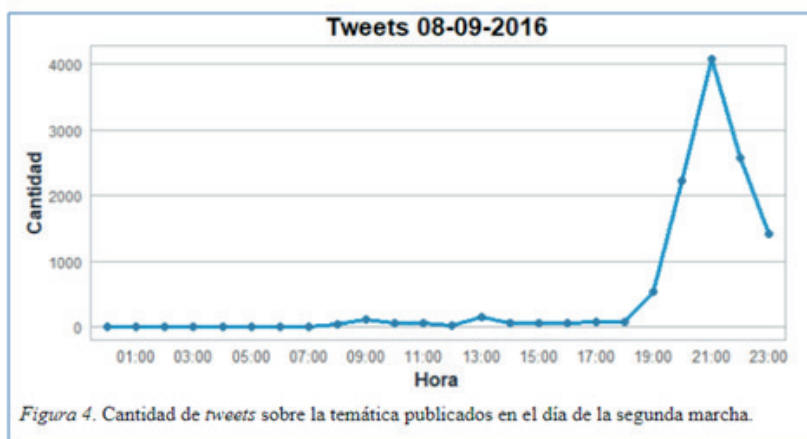 Tweets 08-09-2016
4000
3000
2000
1000
0
Cantidad
01:00 03:00 05:00 07:00 09:00 11:00 13:00 15:00 17:00 19:00 21:00 23:00
Hora
Figura 4. Cantidad de tweets sobre la temática publicados en el día de la segunda marcha.